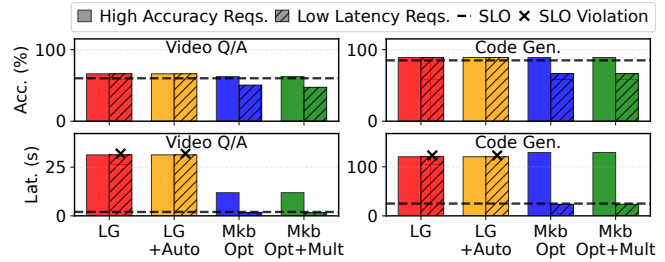 High Accuracy Reqs. Low Latency Reqs. SLO SLO Violation
Video Q/A Code Gen.
Acc. (%) 100 0 100 0
Video Q/A Code Gen.
Lat. (s) 25 0 100 0
LG LG +Auto Mkb Opt Mkb Opt+Mult LG LG +Auto Mkb Opt Mkb Opt+Mult